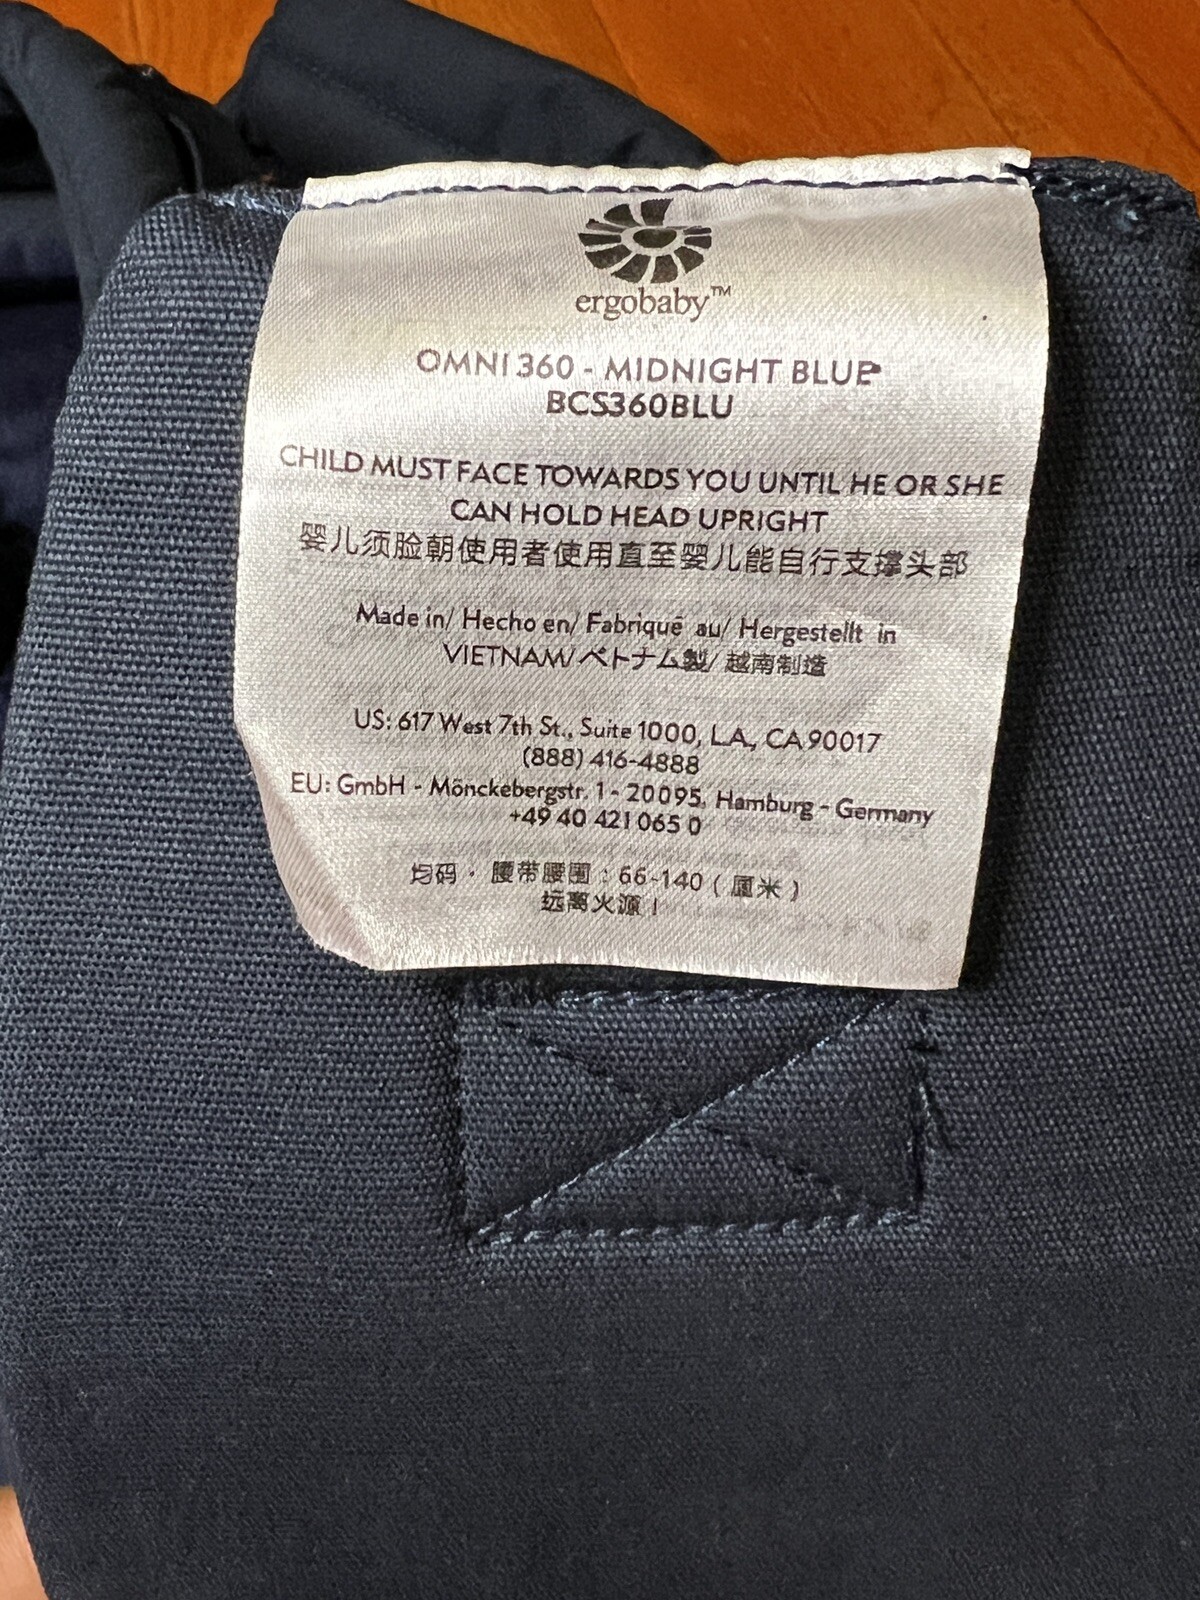 ergobaby™
OMNI 360 - MIDNIGHT BLUE
BCS360BLU
CHILD MUST FACE TOWARDS YOU UNTIL HE OR SHE
CAN HOLD HEAD UPRIGHT
婴儿须脸朝使用者使用直至婴儿能自行支撑头部
Made in/ Hecho en/ Fabriqué au/ Hergestellt in
VIETNAM/ベトナム製/ 越南制造
US: 617 West 7th St., Suite 1000, LA, CA 90017
(888) 416-4888
EU: GmbH - Mönckebergstr. 1 - 20095, Hamburg - Germany
+49 40 421 065 0
均码，腰带腰围：66-140（厘米）
远离火源！